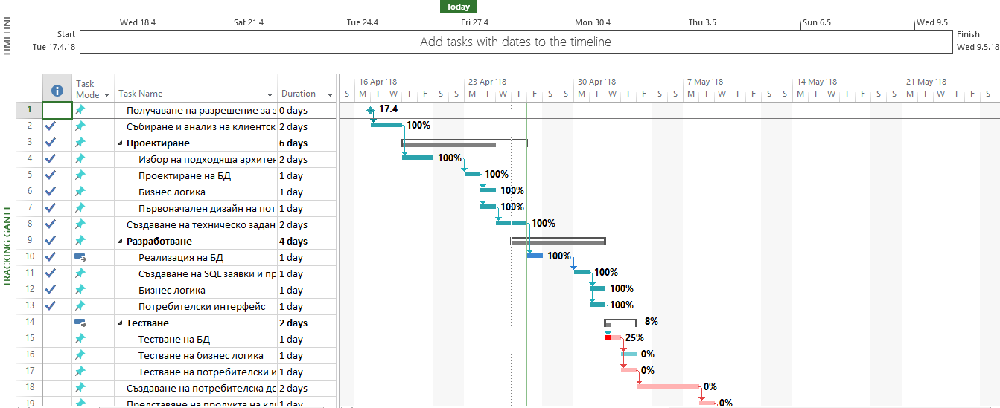 Today
Wed 18.4 Sat 21.4 Tue 24.4 Fri 27.4 Mon 30.4 Thu 3.5 Sun 6.5 Wed 9.5
TIMELINE
Start
Tue 17.4.18
Add tasks with dates to the timeline
Finish
Wed 9.5.18
TRACKING GANTT
Task Mode Task Name Duration
16 Apr '18 23 Apr '18 30 Apr '18 7 May '18 14 May '18 21 May '18
S M T W T F S S M T W T F S S M T W T F S S M T W T F S S M T W T F S S M T W T F S
1 Получаване на разрешение за з 0 days 17.4
2 Събиране и анализ на клиентск 2 days 100%
3 Проектиране 6 days
4 Избор на подходяща архитен 2 days 100%
5 Проектиране на БД 1 day 100%
6 Бизнес логика 1 day 100%
7 Първоначален дизайн на пот 1 day 100%
8 Създаване на техническо задан 2 days 100%
9 Разработване 4 days
10 Реализация на БД 1 day 100%
11 Създаване на SQL заявки и пр 1 day 100%
12 Бизнес логика 1 day 100%
13 Потребителски интерфейс 1 day 100%
14 Тестване 2 days 8%
15 Тестване на БД 1 day 25%
16 Тестване на бизнес логика 1 day 0%
17 Тестване на потребителски и 1 day 0%
18 Създаване на потребителска до 2 days 0%
19 Представяне на продукта на кл 1 day 0%